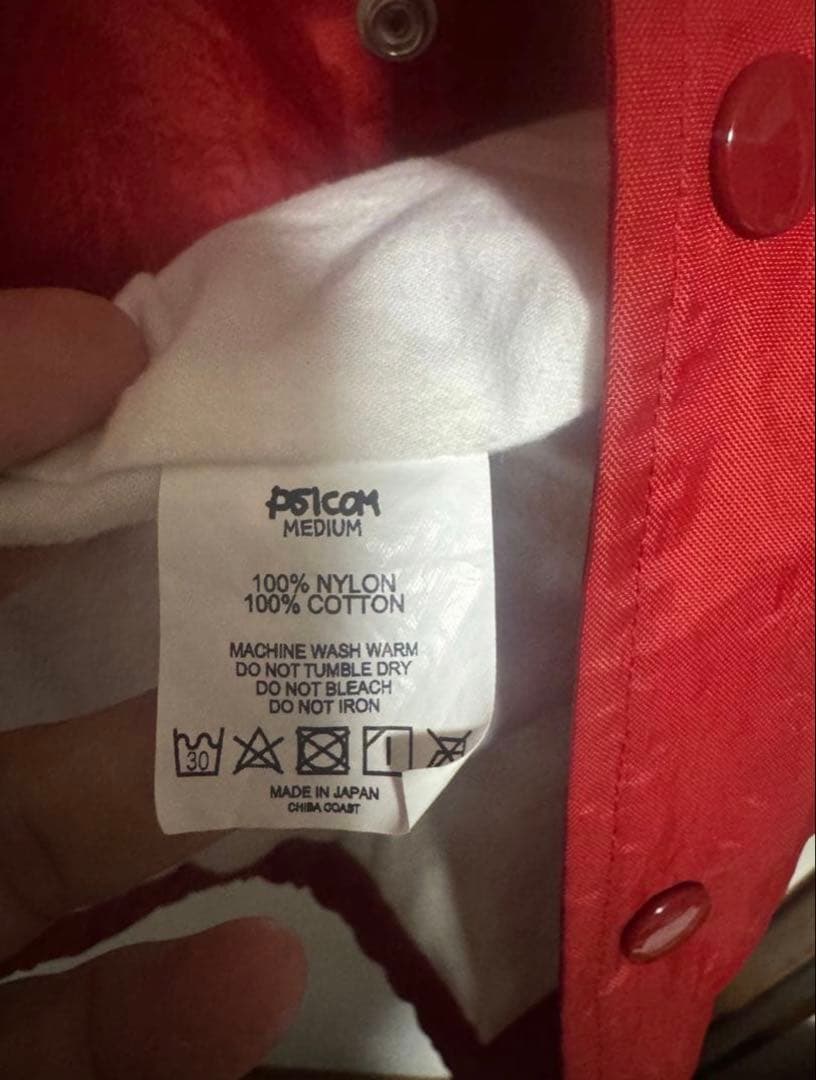 PSICOM
MEDIUM
100% NYLON
100% COTTON
MACHINE WASH WARM
DO NOT TUMBLE DRY
DO NOT BLEACH
DO NOT IRON
30
MADE IN JAPAN
CHIBA COAST